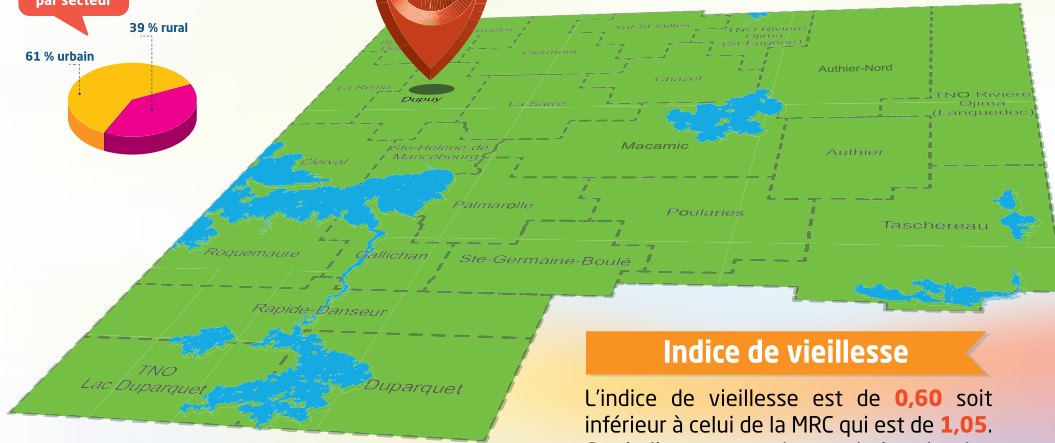 par secteur
39 % rural
61 % urbain
Val-St-Gilles
TNO Rivière
Ojima
(St-Eugène)
Clermont
Chazel
Authier-Nord
La Reine
Dupuy
La Sarre
TNO Rivière
Ojima
(Languedoc)
Macamic
Authier
Ste-Hélène-de
Mancebourg
Clerval
Palmarolle
Poularies
Taschereau
Roquemaure
Gallichan
Ste-Germaine-Boulé
Rapide-Danseur
TNO
Lac Duparquet
Duparquet
Indice de vieillesse
L'indice de vieillesse est de 0,60 soit
inférieur à celui de la MRC qui est de 1,05.